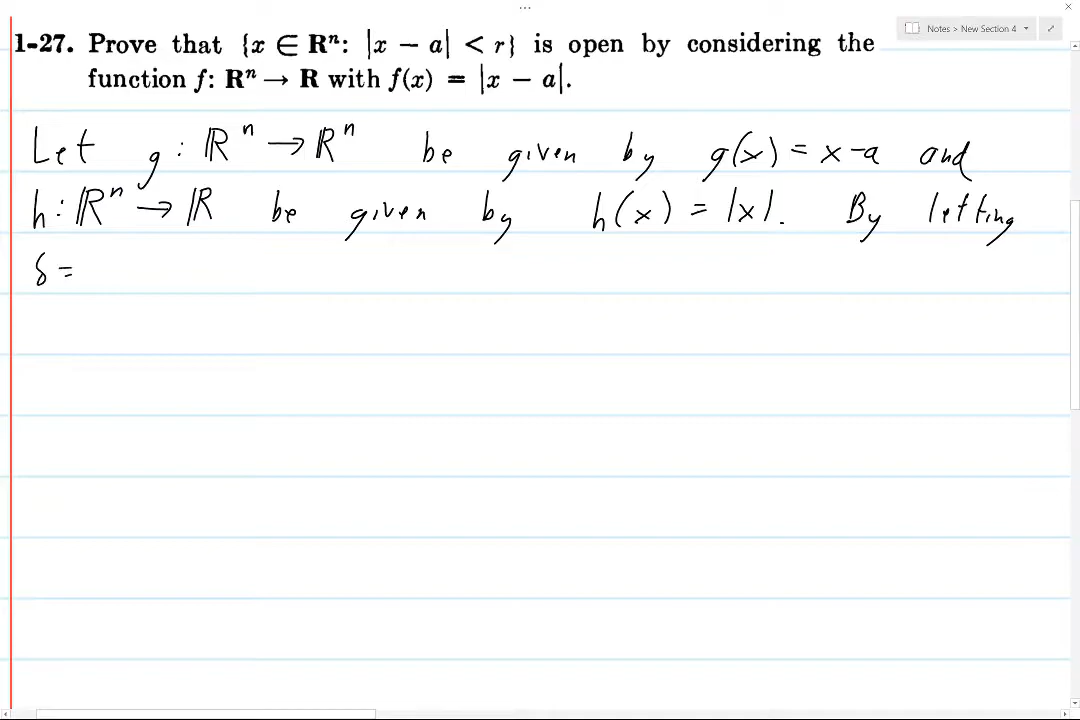 Notes > New Section 4
1-27. Prove that {x ∈ Rⁿ: |x − a| < r} is open by considering the
function f: Rⁿ → R with f(x) = |x − a|.
Let g : ℝⁿ → ℝⁿ be given by g(x) = x-a and
h : ℝⁿ → ℝ be given by h(x) = |x|. By letting
δ =